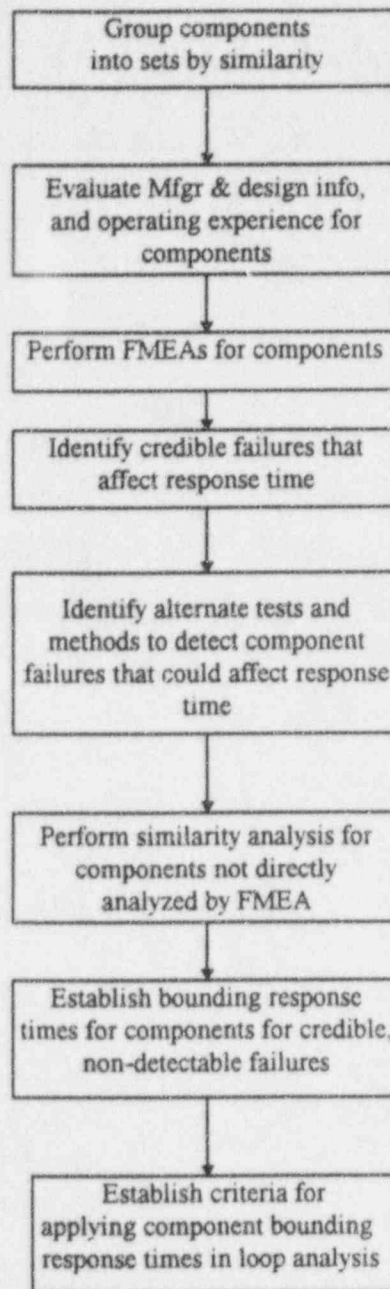 Group components
into sets by similarity
Evaluate Mfgr & design info,
and operating experience for
components
Perform FMEAs for components
Identify credible failures that
affect response time
Identify alternate tests and
methods to detect component
failures that could affect response
time
Perform similarity analysis for
components not directly
analyzed by FMEA
Establish bounding response
times for components for credible,
non-detectable failures
Establish criteria for
applying component bounding
response times in loop analysis